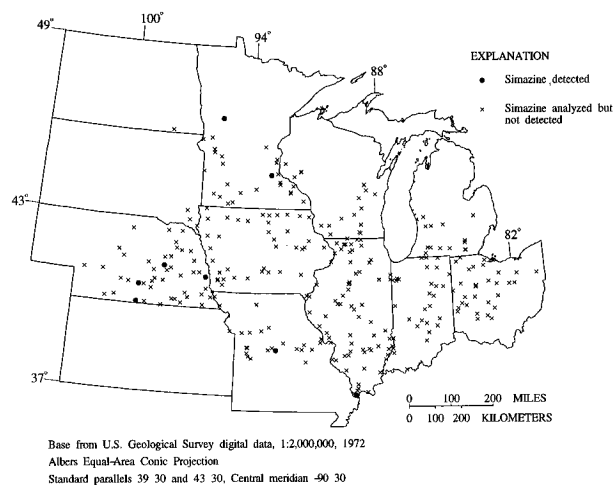 49°
100°
94°
88°
EXPLANATION
Simazine detected
Simazine analyzed but
not detected
43°
82°
37°
0 100 200 MILES
0 100 200 KILOMETERS
Base from U.S. Geological Survey digital data, 1:2,000,000, 1972
Albers Equal-Area Conic Projection
Standard parallels 39 30 and 43 30, Central meridian -90 30